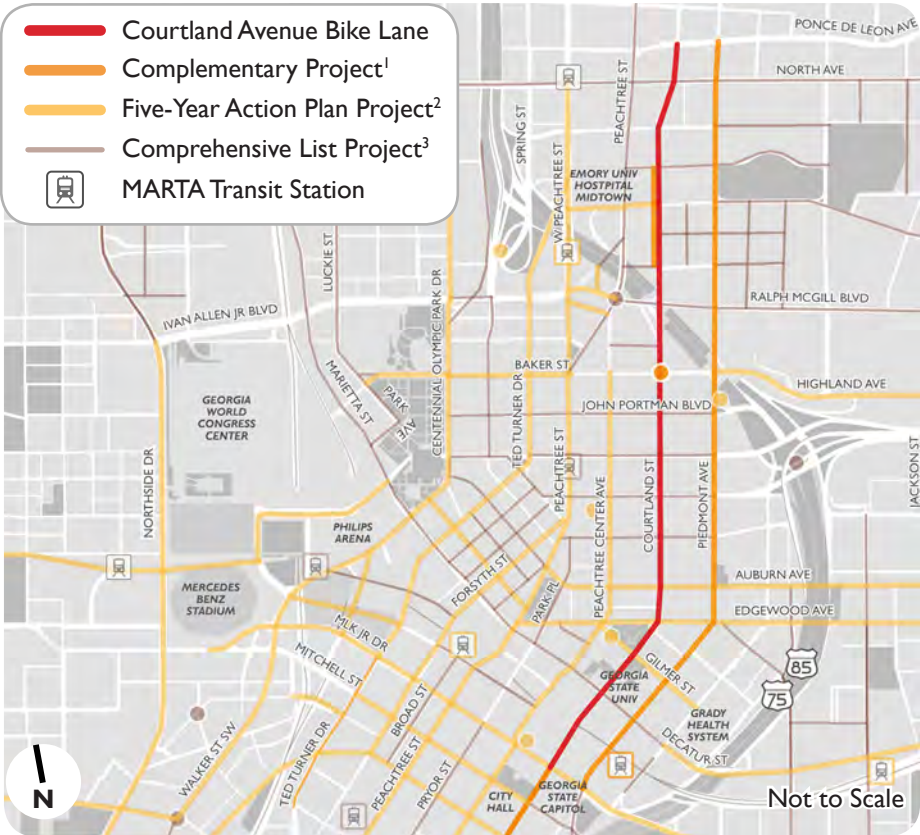 Courtland Avenue Bike Lane
Complementary Project¹
Five-Year Action Plan Project²
Comprehensive List Project³
MARTA Transit Station
PONCE DE LEON AVE
NORTH AVE
PEACHTREE ST
SPRING ST
W PEACHTREE ST
EMORY UNIV
HOSTPITAL
MIDTOWN
LUCKIE ST
CENTENNIAL OLYMPIC PARK DR
RALPH MCGILL BLVD
IVAN ALLEN JR BLVD
BAKER ST
MARIETTA ST
PARK
AVE
TED TURNER DR
HIGHLAND AVE
JOHN PORTMAN BLVD
GEORGIA
WORLD
CONGRESS
CENTER
NORTHSIDE DR
PEACHTREE ST
PEACHTREE CENTER AVE
COURTLAND ST
PIEDMONT AVE
JACKSON ST
PHILIPS
ARENA
FORSYTH ST
PARK PL
AUBURN AVE
EDGEWOOD AVE
MERCEDES
BENZ
STADIUM
MLK JR DR
MITCHELL ST
GILMER ST
GEORGIA
STATE
UNIV
85
75
GRADY
HEALTH
SYSTEM
DECATUR ST
BROAD ST
WALKER ST SW
TED TURNER DR
PEACHTREE ST
PRYOR ST
CITY
HALL
GEORGIA
STATE
CAPITOL
N
Not to Scale